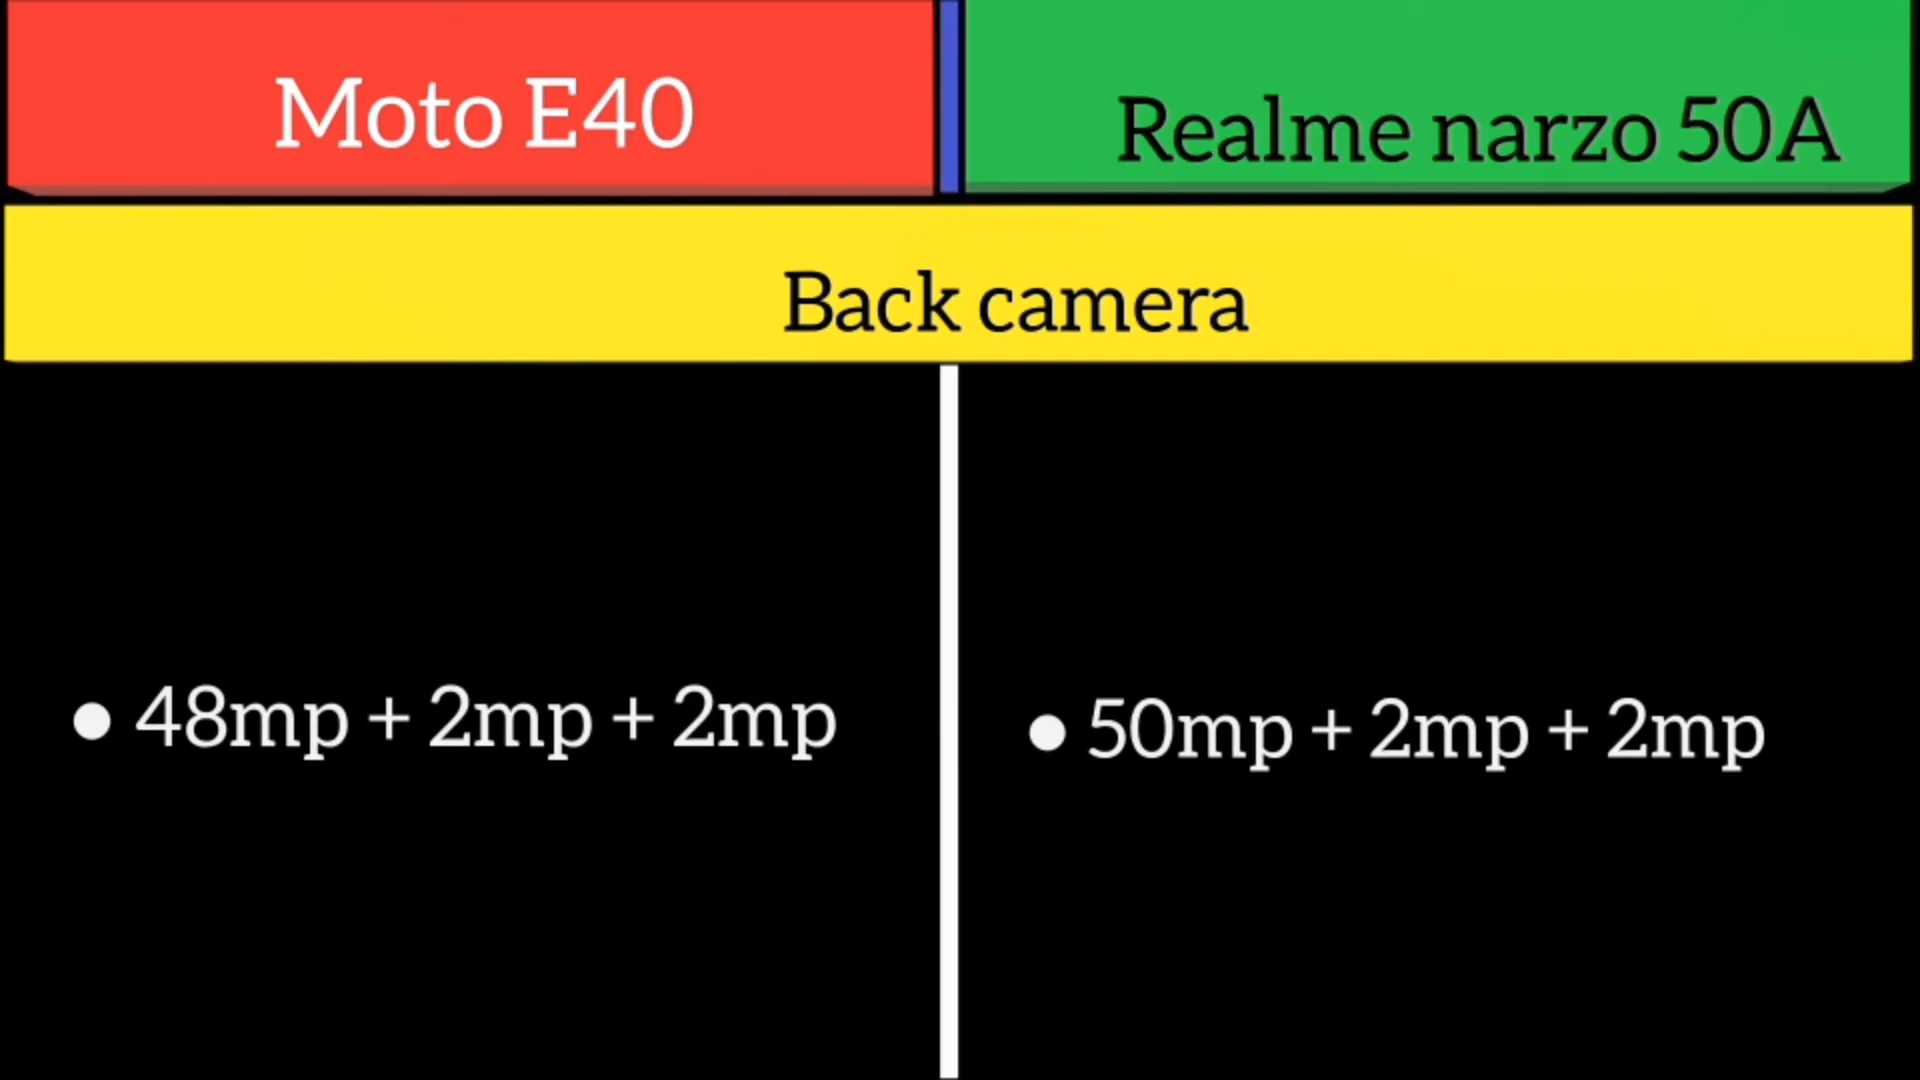 Moto E40
Realme narzo 50A
Back camera
● 48mp + 2mp + 2mp
● 50mp + 2mp + 2mp